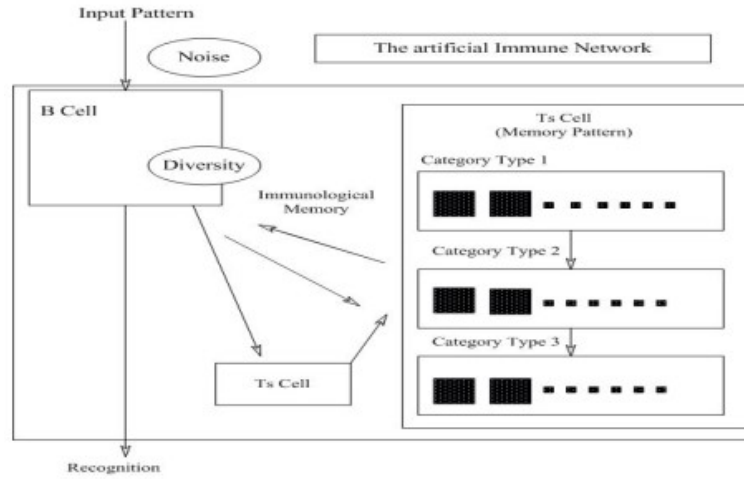 Input Pattern
Noise
The artificial Immune Network
B Cell
Diversity
Immunological
Memory
Ts Cell
Ts Cell
(Memory Pattern)
Category Type 1
Category Type 2
Category Type 3
Recognition